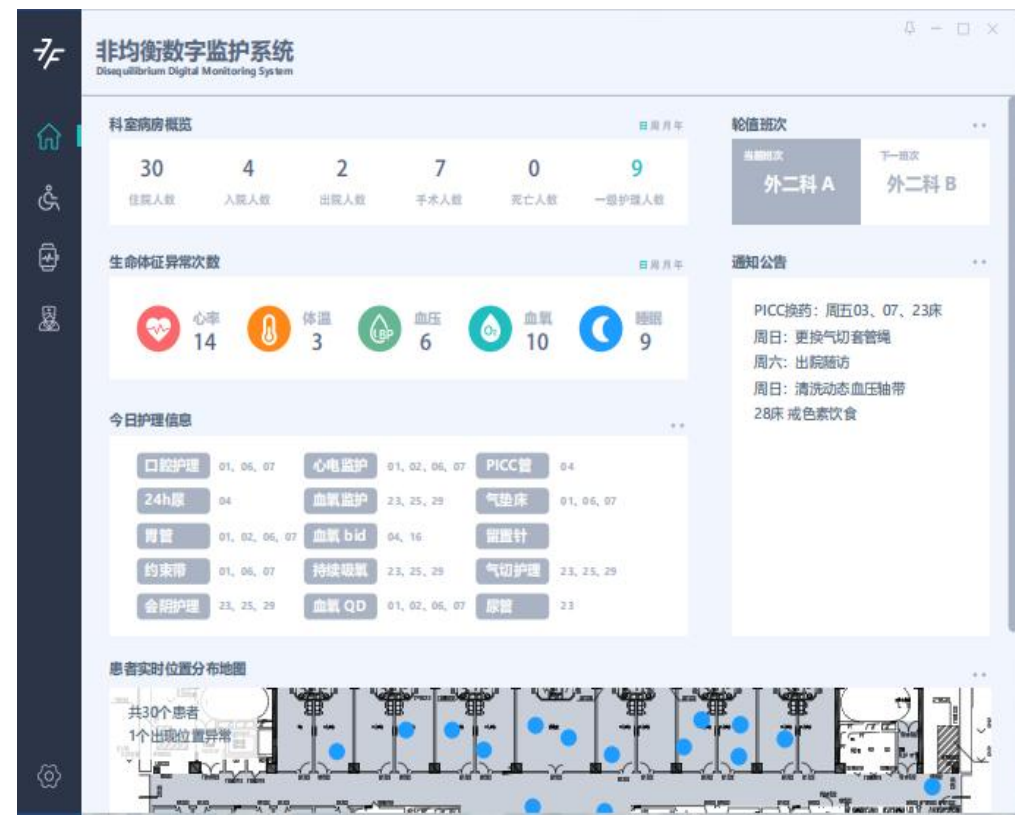 非均衡数字监护系统
Disequilibrium Digital Monitoring System
科室病房概览
日 周 月 年
30 4 2 7 0 9
住院人数 入院人数 出院人数 手术人数 死亡人数 一级护理人数
轮值班次
当前班次
外二科 A
下一班次
外二科 B
生命体征异常次数
日 周 月 年
心率
14
体温
3
LBP
血压
6
O₂
血氧
10
睡眠
9
通知公告
PICC换药：周五03、07、23床
周日：更换气切套管绳
周六：出院随访
周日：清洗动态血压轴带
28床 戒色素饮食
今日护理信息
口腔护理 01, 06, 07 心电监护 01, 02, 06, 07 PICC管 04
24h尿 04 血氧监护 23, 25, 29 气垫床 01, 06, 07
胃管 01, 02, 06, 07 血氧 bid 04, 16 留置针
约束带 01, 06, 07 持续吸氧 23, 25, 29 气切护理 23, 25, 29
会阴护理 23, 25, 29 血氧 QD 01, 02, 06, 07 尿管 23
患者实时位置分布地图
共30个患者
1个出现位置异常